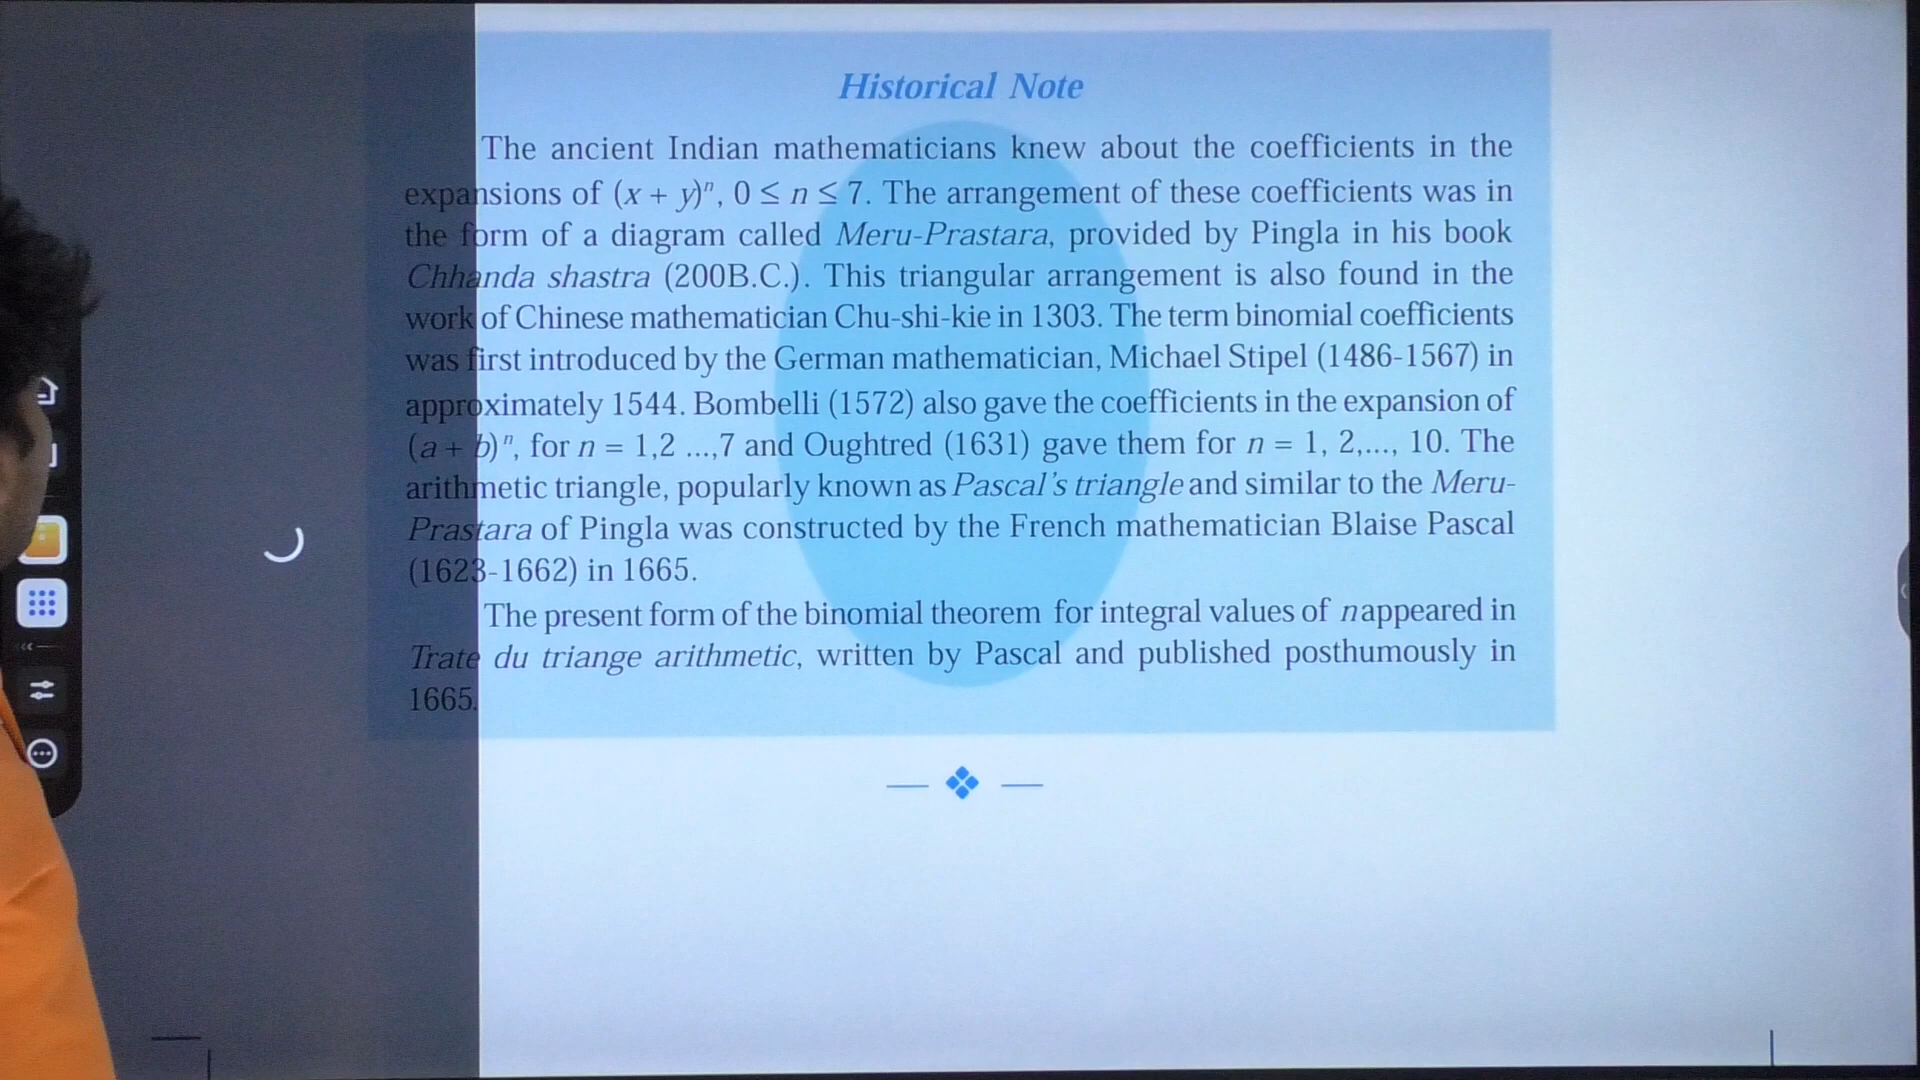 Historical Note
The ancient Indian mathematicians knew about the coefficients in the
expansions of (x + y)ⁿ, 0 ≤ n ≤ 7. The arrangement of these coefficients was in
the form of a diagram called Meru-Prastara, provided by Pingla in his book
Chhanda shastra (200B.C.). This triangular arrangement is also found in the
work of Chinese mathematician Chu-shi-kie in 1303. The term binomial coefficients
was first introduced by the German mathematician, Michael Stipel (1486-1567) in
approximately 1544. Bombelli (1572) also gave the coefficients in the expansion of
(a + b)ⁿ, for n = 1,2 ...,7 and Oughtred (1631) gave them for n = 1, 2,..., 10. The
arithmetic triangle, popularly known as Pascal's triangle and similar to the Meru-
Prastara of Pingla was constructed by the French mathematician Blaise Pascal
(1623-1662) in 1665.
The present form of the binomial theorem for integral values of n appeared in
Trate du triange arithmetic, written by Pascal and published posthumously in
1665.